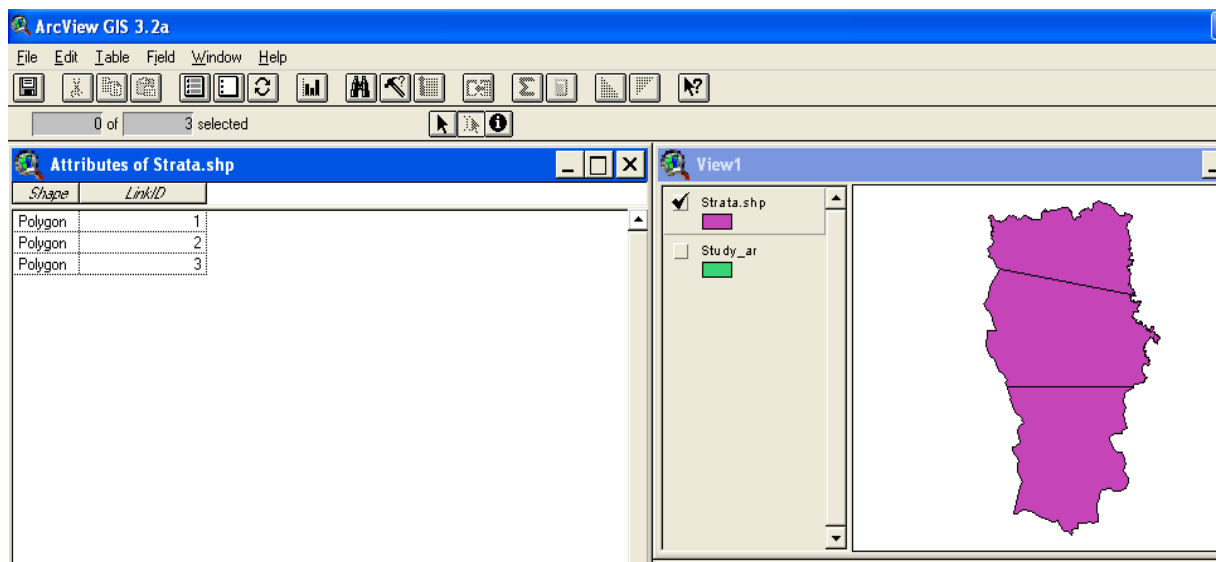 ArcView GIS 3.2a
File Edit Table Field Window Help
0 of 3 selected
Attributes of Strata.shp
Shape LinkID
Polygon 1
Polygon 2
Polygon 3
View1
Strata.shp
Study_ar